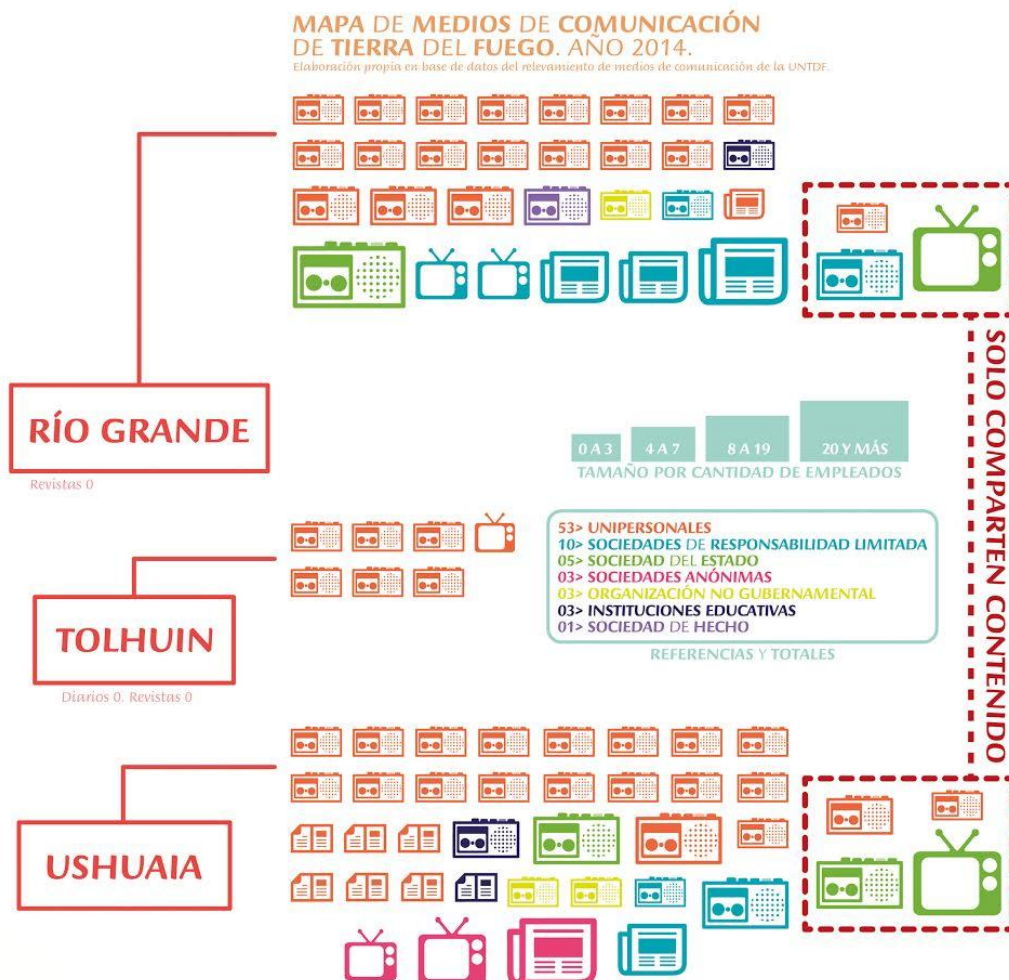 MAPA DE MEDIOS DE COMUNICACIÓN
DE TIERRA DEL FUEGO. AÑO 2014.
Elaboración propia en base de datos del relevamiento de medios de comunicación de la UNTDF.
RÍO GRANDE
Revistas 0
0 A 3
4 A 7
8 A 19
20 Y MÁS
TAMAÑO POR CANTIDAD DE EMPLEADOS
SOLO COMPARTEN CONTENIDO
53> UNIPERSONALES
10> SOCIEDADES DE RESPONSABILIDAD LIMITADA
05> SOCIEDAD DEL ESTADO
03> SOCIEDADES ANÓNIMAS
03> ORGANIZACIÓN NO GUBERNAMENTAL
03> INSTITUCIONES EDUCATIVAS
01> SOCIEDAD DE HECHO
REFERENCIAS Y TOTALES
TOLHUIN
Diarios 0. Revistas 0
USHUAIA